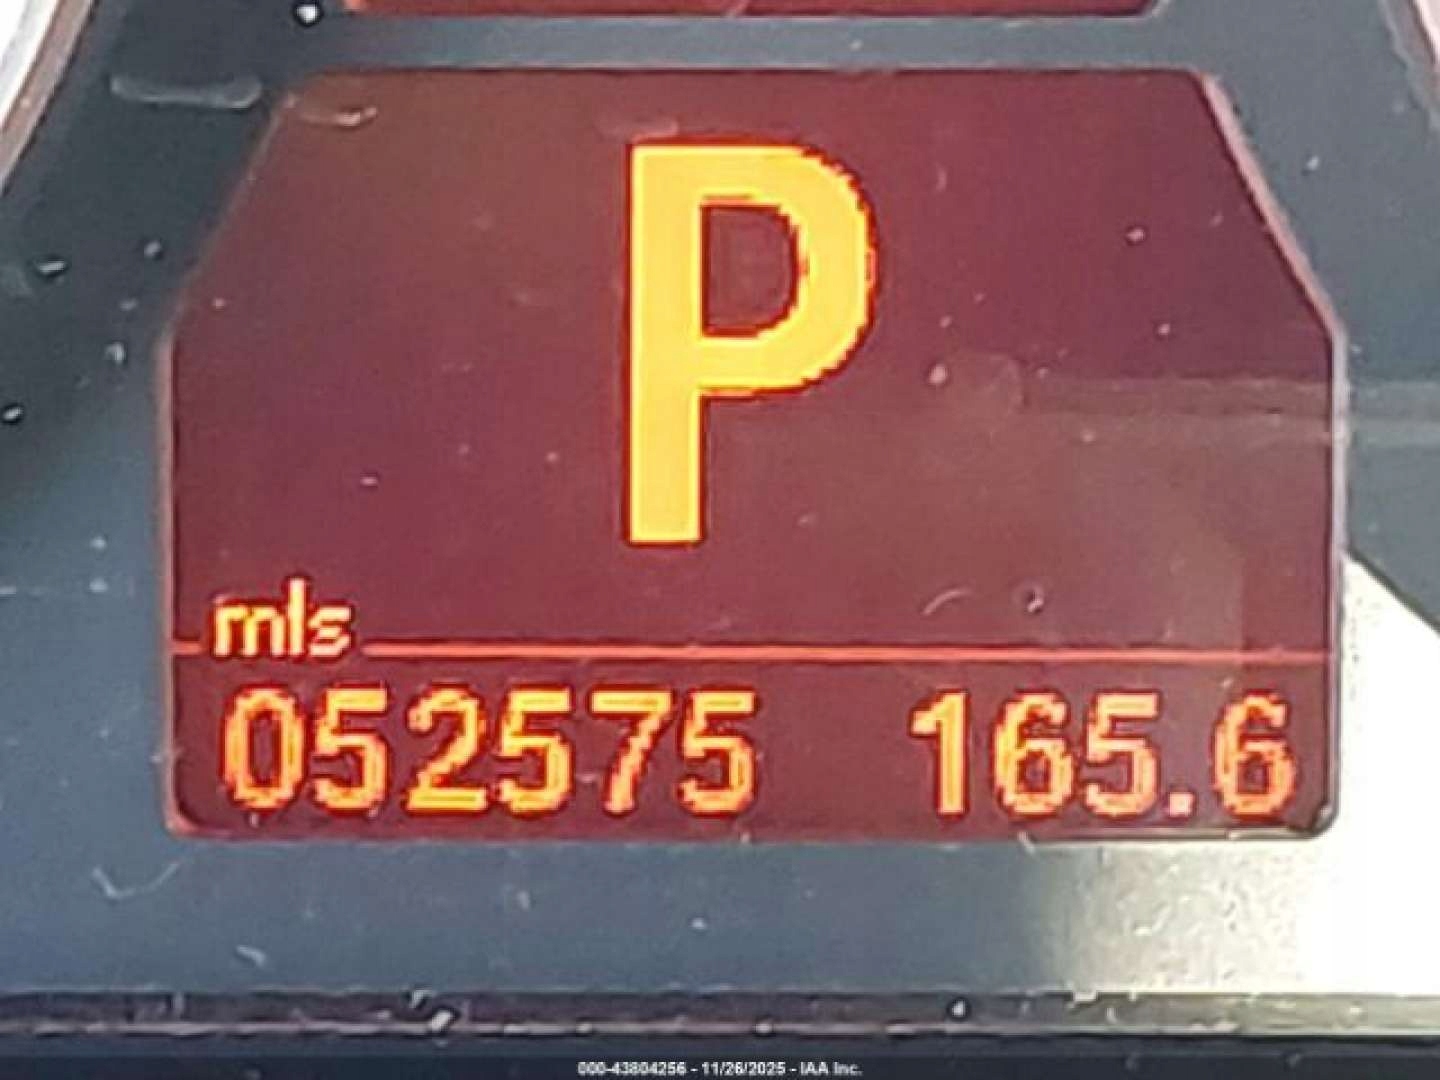 P
mls
052575 165.6
000-43804256 - 11/26/2025 - IAA Inc.